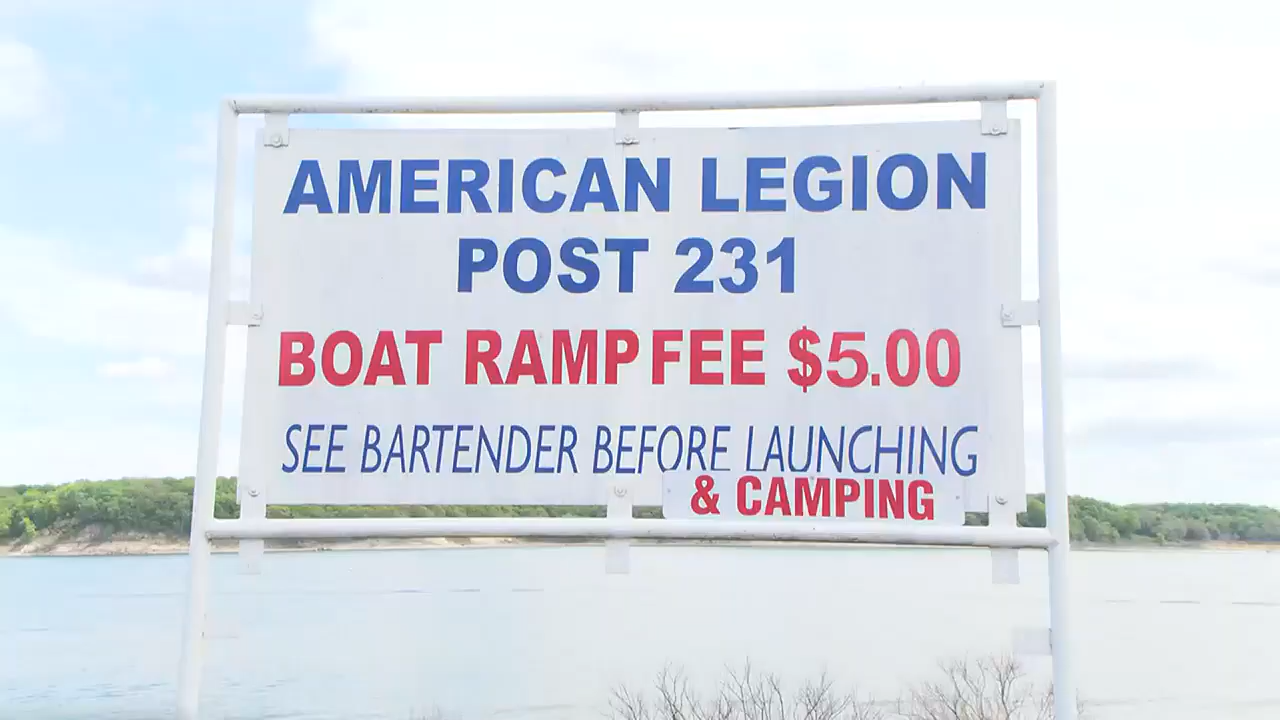 AMERICAN LEGION
POST 231
BOAT RAMP FEE $5.00
SEE BARTENDER BEFORE LAUNCHING
& CAMPING